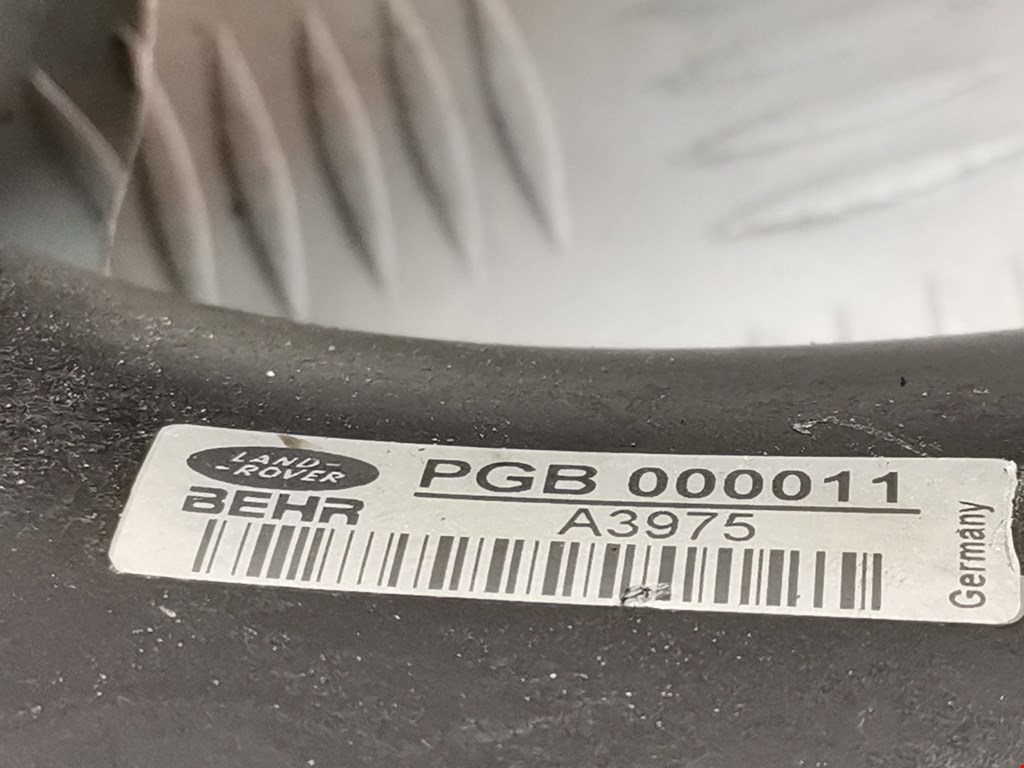 LAND-
-ROVER
BEHR
PGB 000011
A3975
Germany